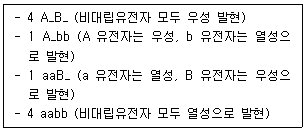 - 4 A_B_ (비대립유전자 모두 우성 발현)
- 1 A_bb (A 유전자는 우성, b 유전자는 열성으
로 발현)
- 1 aaB_ (a 유전자는 열성, B 유전자는 우성으
로 발현)
- 4 aabb (비대립유전자 모두 열성으로 발현)